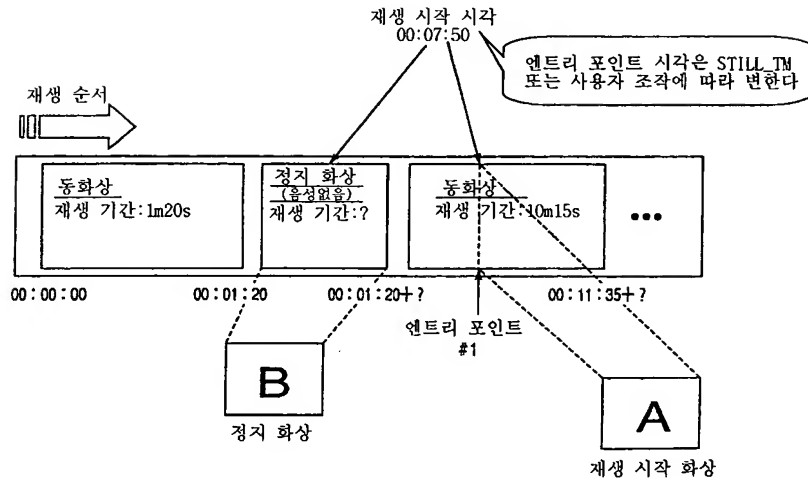 재생 시작 시각
00:07:50
엔트리 포인트 시각은 STILL_TM
또는 사용자 조작에 따라 변한다
재생 순서
동화상
재생 기간:1m20s
정지 화상
(음성없음)
재생 기간:?
동화상
재생 기간:10m15s
•••
00:00:00
00:01:20
00:01:20+?
00:11:35+?
엔트리 포인트
#1
B
정지 화상
A
재생 시작 화상